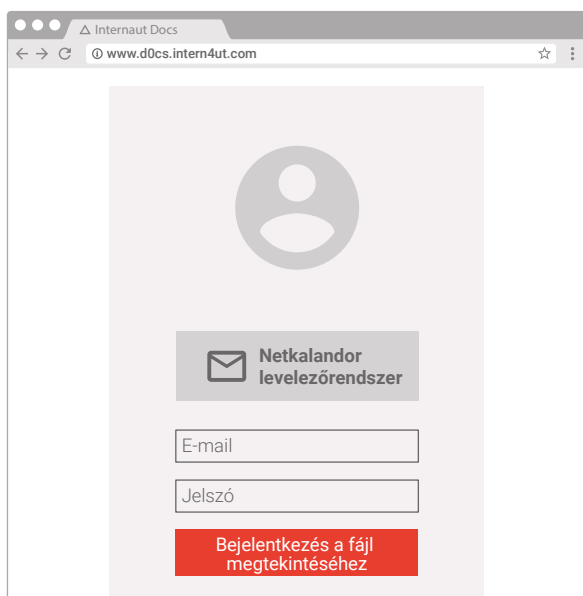 Internaut Docs
www.d0cs.intern4ut.com
Netkalandor
levelezőrendszer
E-mail
Jelszó
Bejelentkezés a fájl
megtekintéséhez